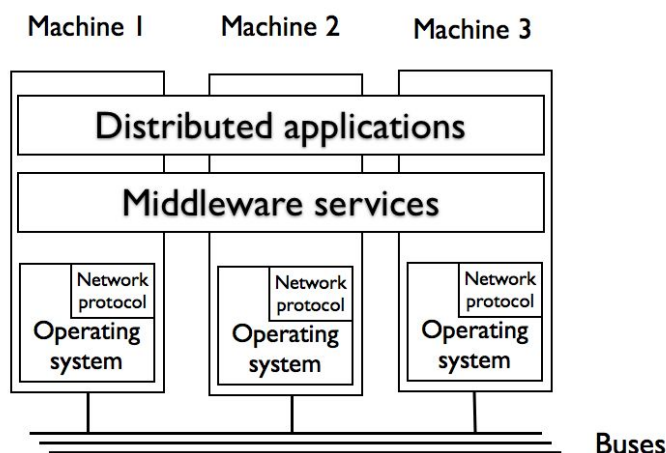 Machine 1
Machine 2
Machine 3
Distributed applications
Middleware services
Network
protocol
Operating
system
Network
protocol
Operating
system
Network
protocol
Operating
system
Buses